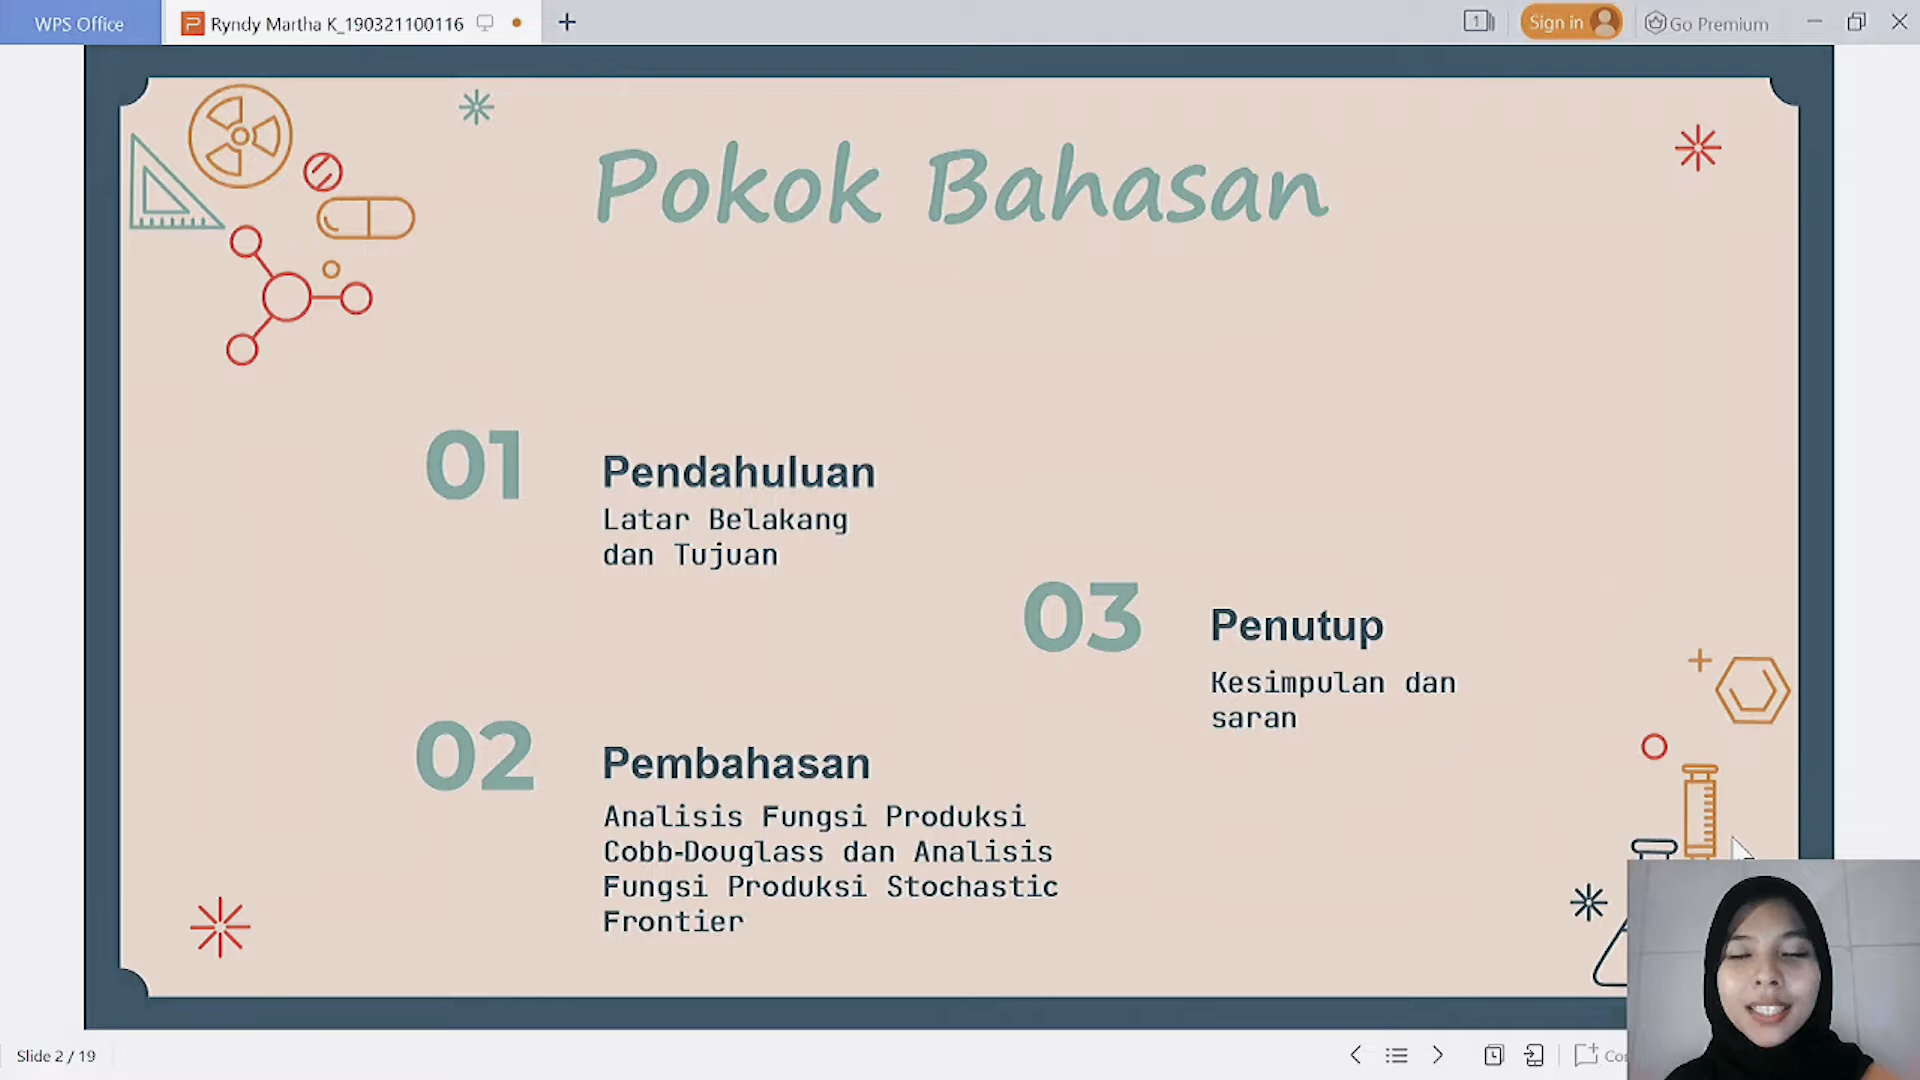 WPS Office
Ryndy Martha K_190321100116
1
Sign in
Go Premium
Pokok Bahasan
01
Pendahuluan
Latar Belakang
dan Tujuan
02
Pembahasan
Analisis Fungsi Produksi
Cobb-Douglass dan Analisis
Fungsi Produksi Stochastic
Frontier
03
Penutup
Kesimpulan dan
saran
Slide 2 / 19